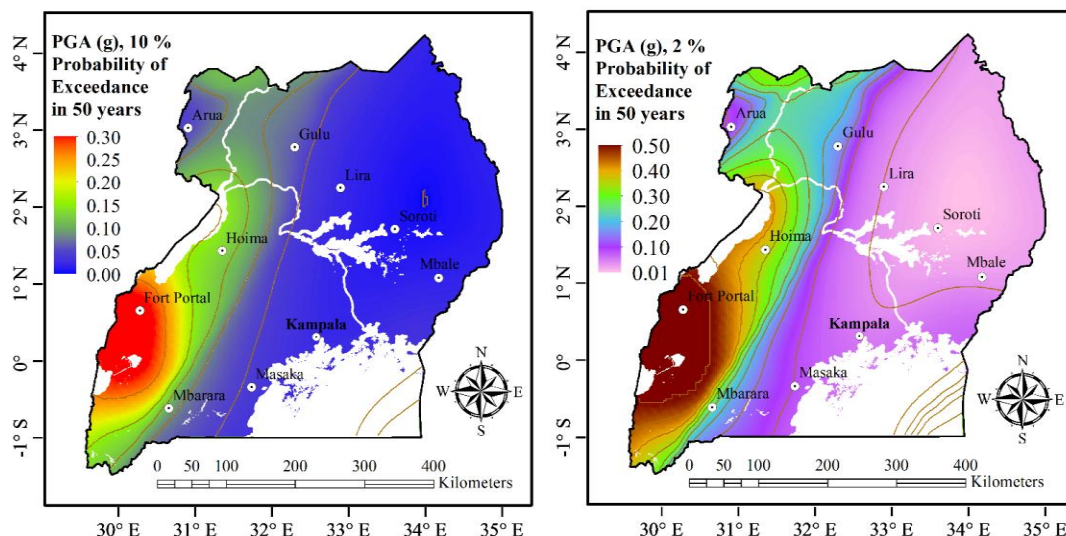 PGA (g), 10 %
Probability of
Exceedance
in 50 years
0.30
0.25
0.20
0.15
0.10
0.05
0.00
4° N
3° N
2° N
1° N
0°
-1° S
Arua
Gulu
Lira
Soroti
Hoima
Mbale
Fort Portal
Kampala
Masaka
Mbarara
N
W E
S
0 50 100 200 300 400
Kilometers
30° E 31° E 32° E 33° E 34° E 35° E
PGA (g), 2 %
Probability of
Exceedance
in 50 years
0.50
0.40
0.30
0.20
0.10
0.01
4° N
3° N
2° N
1° N
0°
-1° S
Arua
Gulu
Lira
Soroti
Hoima
Mbale
Fort Portal
Kampala
Masaka
Mbarara
N
W E
S
0 50 100 200 300 400
Kilometers
30° E 31° E 32° E 33° E 34° E 35° E